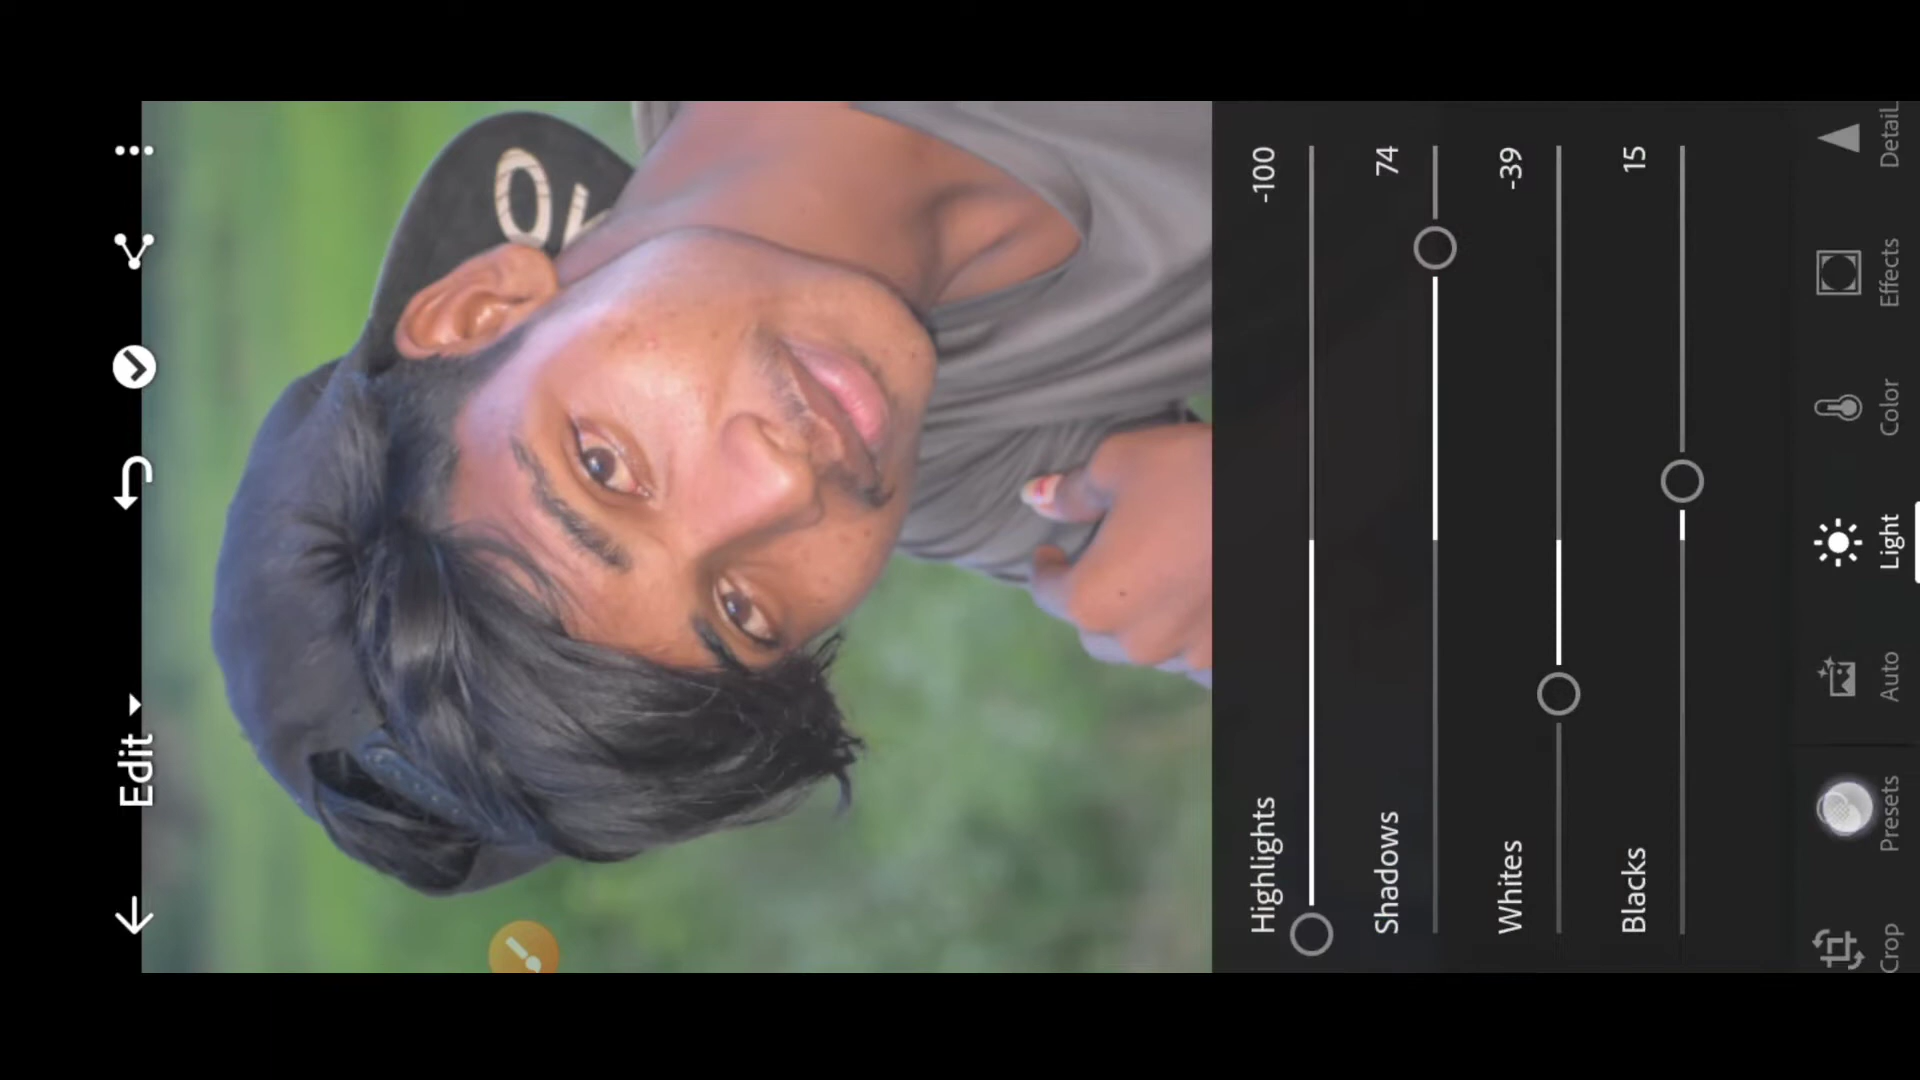 Edit
Highlights -100
Shadows 74
Whites -39
Blacks 15
Crop
Presets
Auto
Light
Color
Effects
Detail